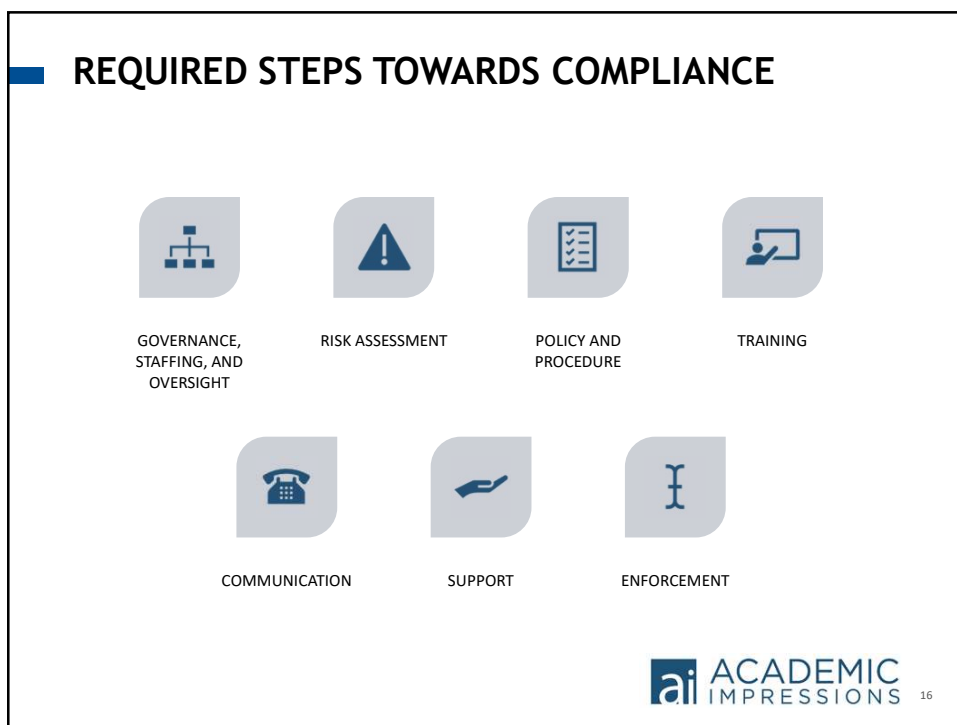 REQUIRED STEPS TOWARDS COMPLIANCE
GOVERNANCE,
STAFFING, AND
OVERSIGHT
RISK ASSESSMENT
POLICY AND
PROCEDURE
TRAINING
COMMUNICATION
SUPPORT
ENFORCEMENT
ai ACADEMIC
IMPRESSIONS
16